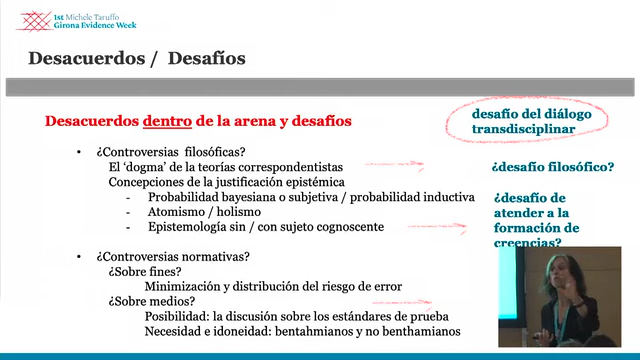 1st Michele Taruffo
Girona Evidence Week
Desacuerdos / Desafíos
Desacuerdos dentro de la arena y desafíos
desafío del diálogo
transdisciplinar
• ¿Controversias filosóficas?
El ‘dogma’ de la teorías correspondentistas
¿desafío filosófico?
Concepciones de la justificación epistémica
- Probabilidad bayesiana o subjetiva / probabilidad inductiva
- Atomismo / holismo
- Epistemología sin / con sujeto cognoscente
¿desafío de
atender a la
formación de
creencias?
• ¿Controversias normativas?
¿Sobre fines?
Minimización y distribución del riesgo de error
¿Sobre medios?
Posibilidad: la discusión sobre los estándares de prueba
Necesidad e idoneidad: bentahmianos y no benthamianos